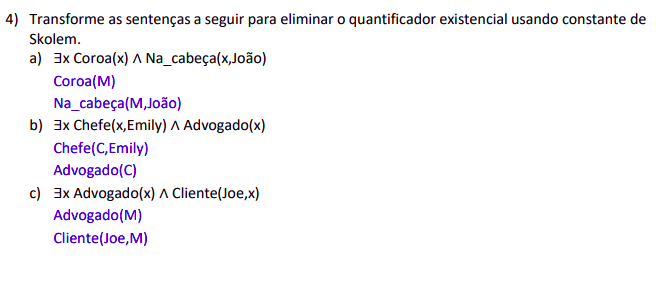 4) Transforme as sentenças a seguir para eliminar o quantificador existencial usando constante de
Skolem.
a) ∃x Coroa(x) ∧ Na_cabeça(x,João)
Coroa(M)
Na_cabeça(M,João)
b) ∃x Chefe(x,Emily) ∧ Advogado(x)
Chefe(C,Emily)
Advogado(C)
c) ∃x Advogado(x) ∧ Cliente(Joe,x)
Advogado(M)
Cliente(Joe,M)